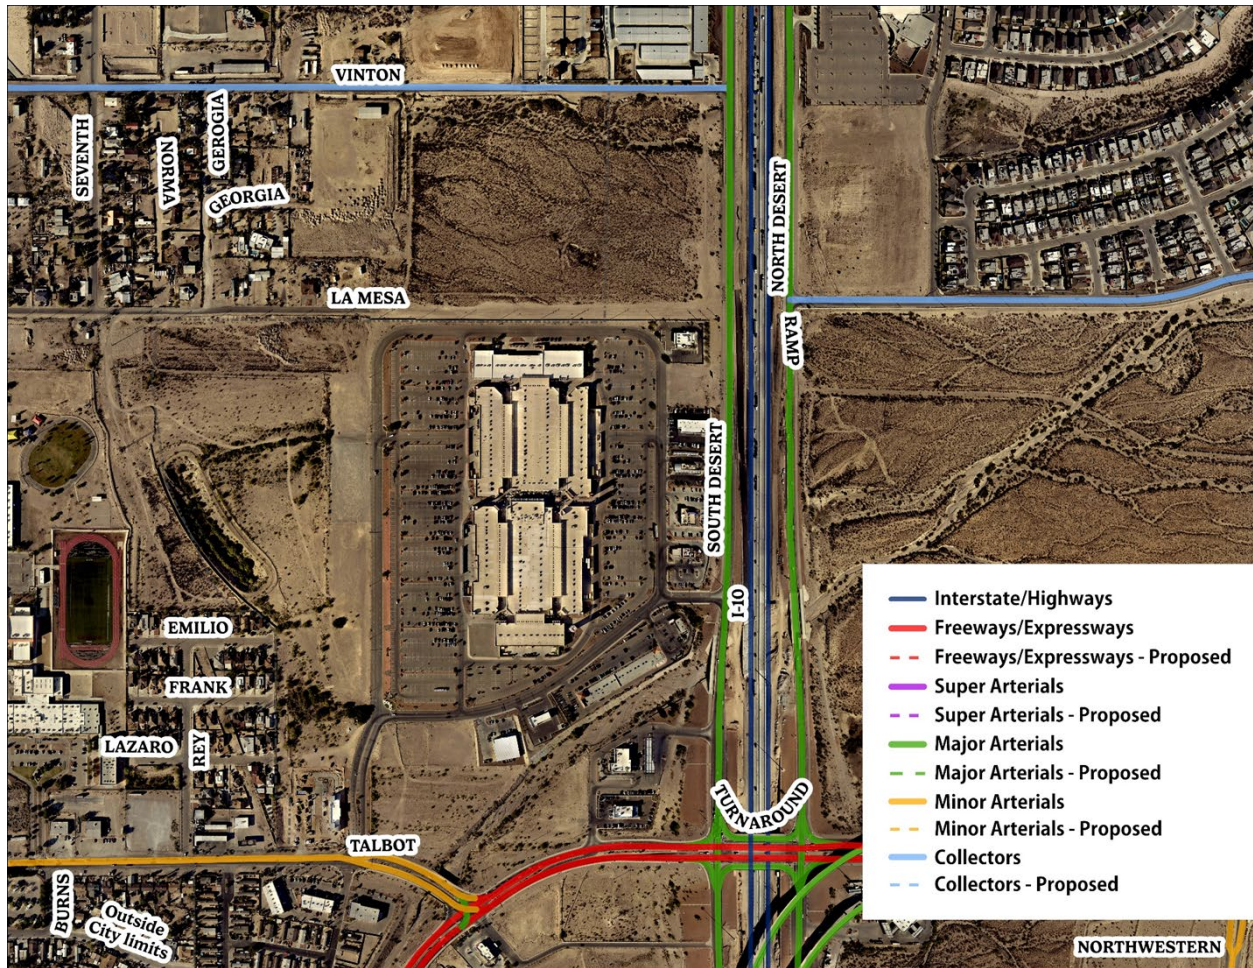 VINTON
SEVENTH
NORMA
GEROGIA
GEORGIA
NORTH DESERT
LA MESA
RAMP
SOUTH DESERT
I-10
EMILIO
FRANK
LAZARO
REY
TURNAROUND
TALBOT
BURNS
Outside
City limits
NORTHWESTERN
Interstate/Highways
Freeways/Expressways
Freeways/Expressways - Proposed
Super Arterials
Super Arterials - Proposed
Major Arterials
Major Arterials - Proposed
Minor Arterials
Minor Arterials - Proposed
Collectors
Collectors - Proposed